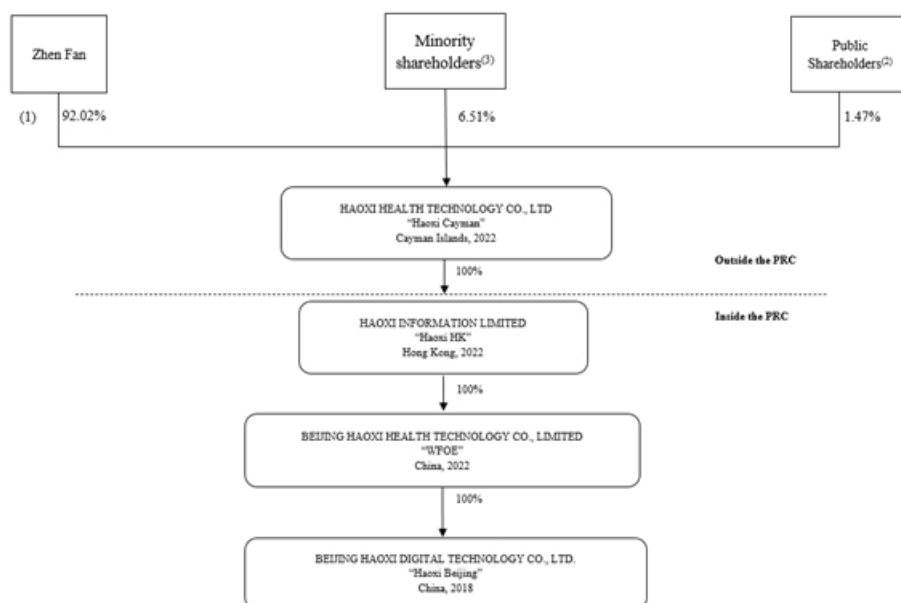 Zhen Fan
Minority
shareholders(3)
Public
Shareholders(2)
(1) 92.02%
6.51%
1.47%
HAOXI HEALTH TECHNOLOGY CO., LTD
“Haoxi Cayman”
Cayman Islands, 2022
Outside the PRC
100%
Inside the PRC
HAOXI INFORMATION LIMITED
“Haoxi HK”
Hong Kong, 2022
100%
BEIJING HAOXI HEALTH TECHNOLOGY CO., LIMITED
“WFOE”
China, 2022
100%
BEIJING HAOXI DIGITAL TECHNOLOGY CO., LTD.
“Haoxi Beijing”
China, 2018